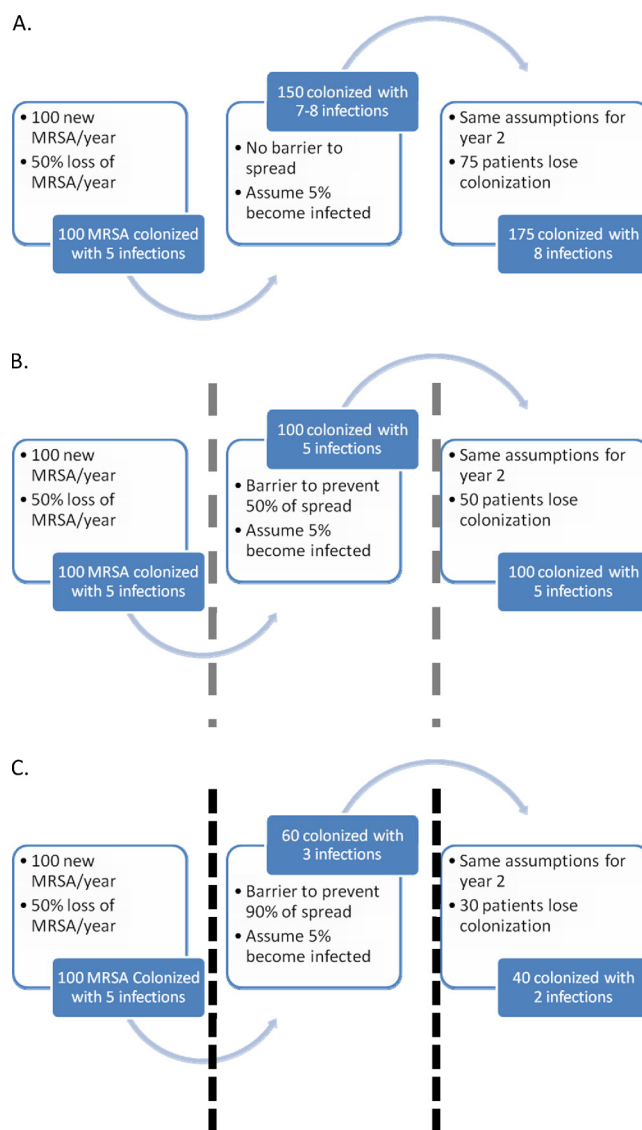 A.
• 100 new
MRSA/year
• 50% loss of
MRSA/year
100 MRSA colonized
with 5 infections
150 colonized with
7-8 infections
• No barrier to
spread
• Assume 5%
become infected
• Same assumptions for
year 2
• 75 patients lose
colonization
175 colonized with
8 infections
B.
• 100 new
MRSA/year
• 50% loss of
MRSA/year
100 MRSA colonized
with 5 infections
100 colonized with
5 infections
• Barrier to prevent
50% of spread
• Assume 5%
become infected
• Same assumptions for
year 2
• 50 patients lose
colonization
100 colonized with
5 infections
C.
• 100 new
MRSA/year
• 50% loss of
MRSA/year
100 MRSA Colonized
with 5 infections
60 colonized with
3 infections
• Barrier to prevent
90% of spread
• Assume 5%
become infected
• Same assumptions for
year 2
• 30 patients lose
colonization
40 colonized with
2 infections